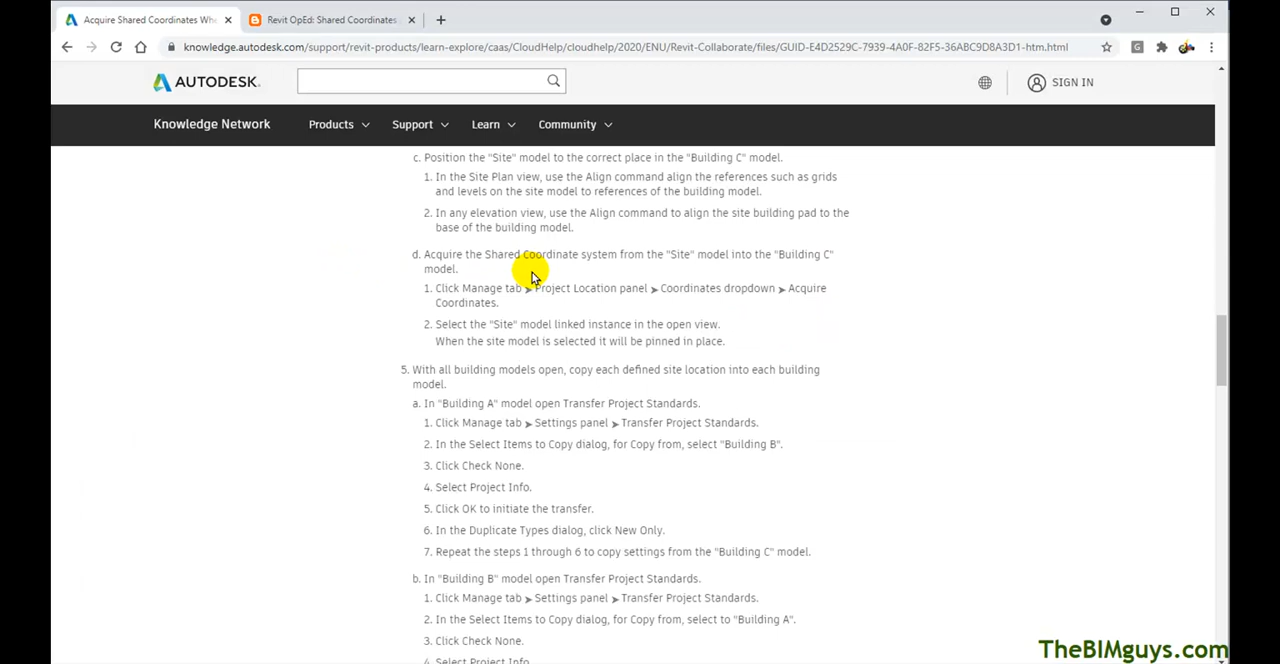 Acquire Shared Coordinates Whe
Revit OpEd: Shared Coordinates
knowledge.autodesk.com/support/revit-products/learn-explore/caas/CloudHelp/cloudhelp/2020/ENU/Revit-Collaborate/files/GUID-E4D2529C-7939-4A0F-82F5-36ABC9D8A3D1-htm.html
AUTODESK.
SIGN IN
Knowledge Network Products Support Learn Community
c. Position the "Site" model to the correct place in the "Building C" model.
1. In the Site Plan view, use the Align command align the references such as grids
and levels on the site model to references of the building model.
2. In any elevation view, use the Align command to align the site building pad to the
base of the building model.
d. Acquire the Shared Coordinate system from the "Site" model into the "Building C"
model.
1. Click Manage tab ➤ Project Location panel ➤ Coordinates dropdown ➤ Acquire
Coordinates.
2. Select the "Site" model linked instance in the open view.
When the site model is selected it will be pinned in place.
5. With all building models open, copy each defined site location into each building
model.
a. In "Building A" model open Transfer Project Standards.
1. Click Manage tab ➤ Settings panel ➤ Transfer Project Standards.
2. In the Select Items to Copy dialog, for Copy from, select "Building B".
3. Click Check None.
4. Select Project Info.
5. Click OK to initiate the transfer.
6. In the Duplicate Types dialog, click New Only.
7. Repeat the steps 1 through 6 to copy settings from the "Building C" model.
b. In "Building B" model open Transfer Project Standards.
1. Click Manage tab ➤ Settings panel ➤ Transfer Project Standards.
2. In the Select Items to Copy dialog, for Copy from, select to "Building A".
3. Click Check None.
4. Select Project Info.
TheBIMguys.com